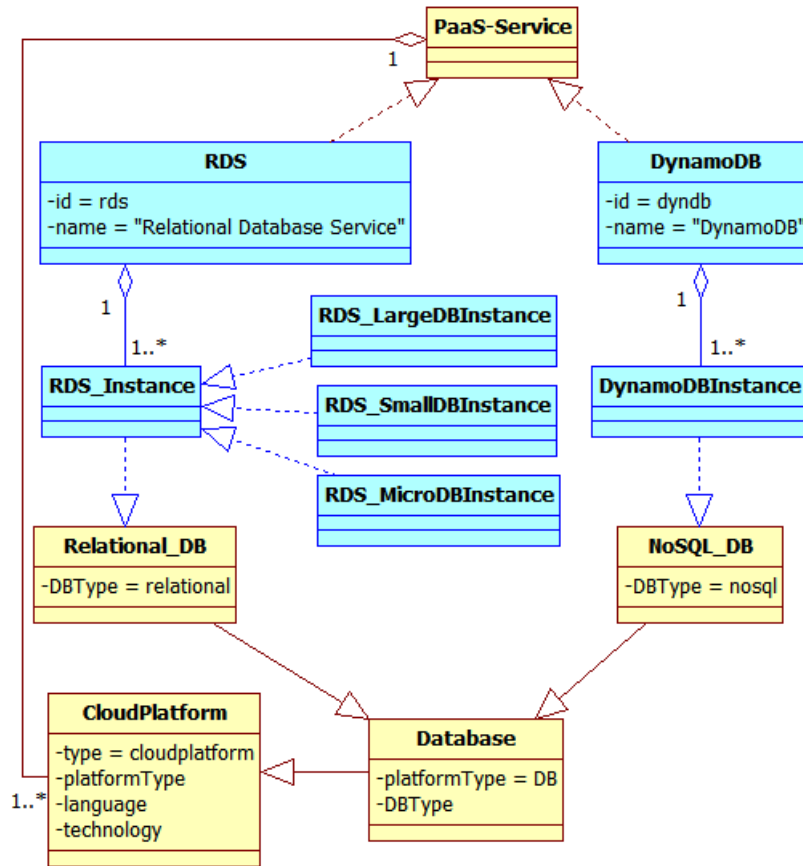 PaaS-Service
1
RDS
-id = rds
-name = "Relational Database Service"
DynamoDB
-id = dyndb
-name = "DynamoDB"
1
1..*
1
1..*
RDS_LargeDBInstance
RDS_Instance
RDS_SmallDBInstance
DynamoDBInstance
RDS_MicroDBInstance
Relational_DB
-DBType = relational
NoSQL_DB
-DBType = nosql
CloudPlatform
-type = cloudplatform
-platformType
-language
-technology
1..*
Database
-platformType = DB
-DBType